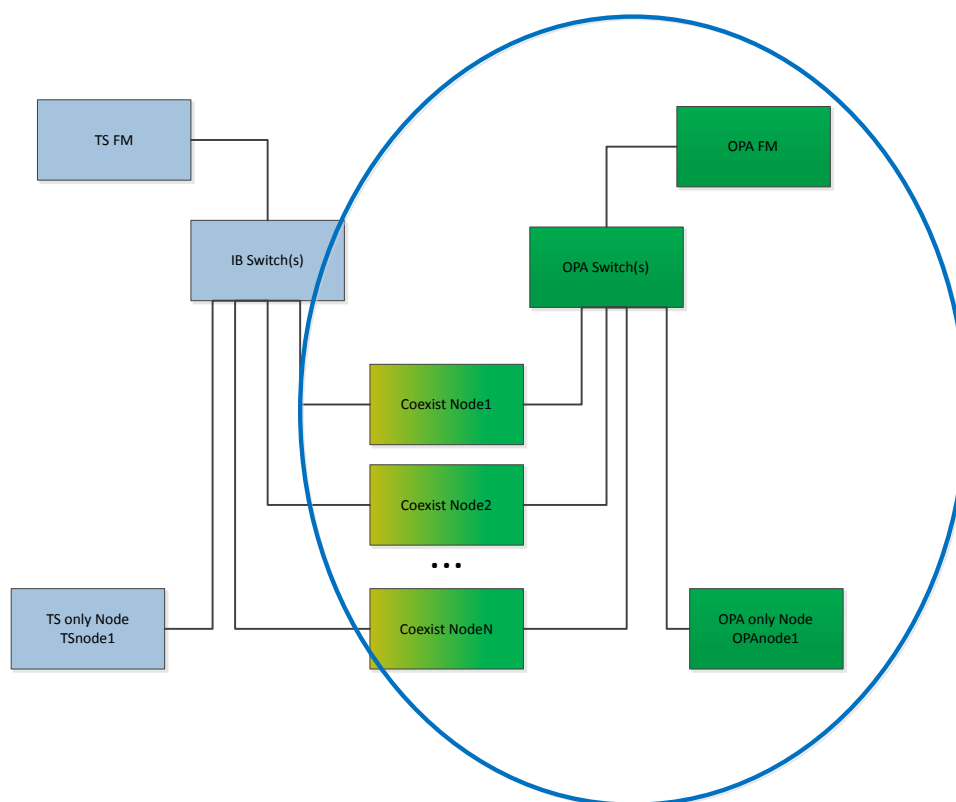 TS FM
OPA FM
IB Switch(s)
OPA Switch(s)
Coexist Node1
Coexist Node2
...
TS only Node
TSnode1
Coexist NodeN
OPA only Node
OPAnode1